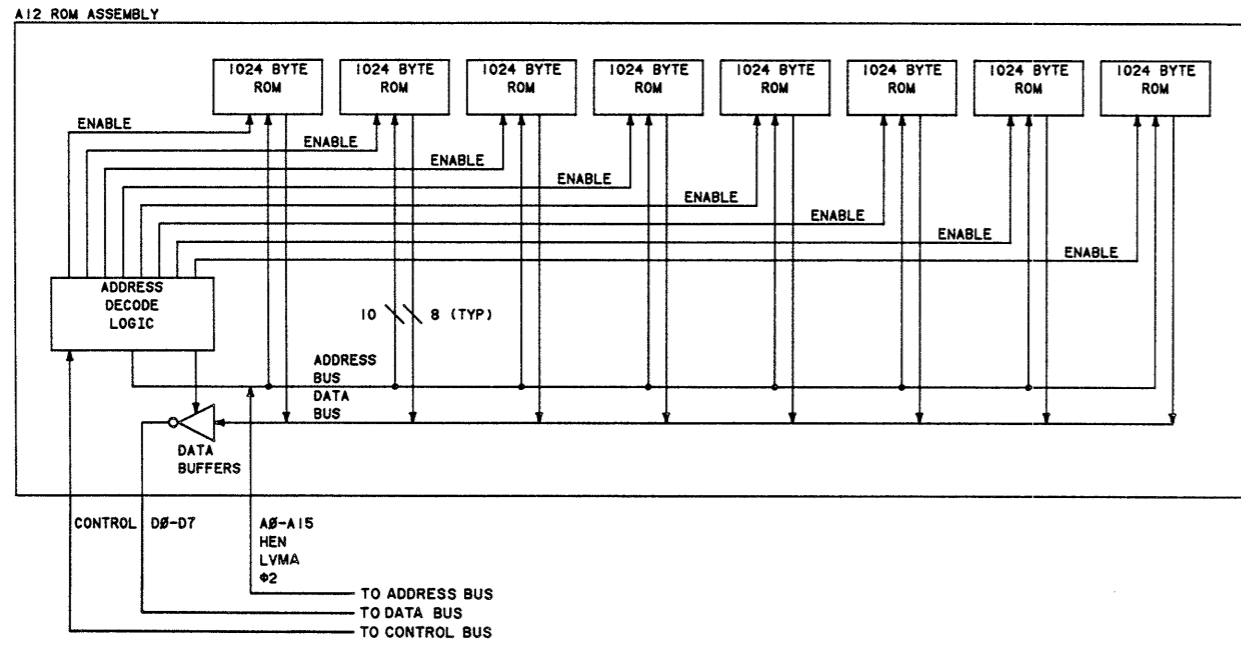 A12 ROM ASSEMBLY
1024 BYTE
ROM
1024 BYTE
ROM
1024 BYTE
ROM
1024 BYTE
ROM
1024 BYTE
ROM
1024 BYTE
ROM
1024 BYTE
ROM
1024 BYTE
ROM
ENABLE
ENABLE
ENABLE
ENABLE
ENABLE
ENABLE
ENABLE
ENABLE
ADDRESS
DECODE
LOGIC
10
8 (TYP)
ADDRESS
BUS
DATA
BUS
DATA
BUFFERS
CONTROL
DØ-D7
AØ-A15
HEN
LVMA
Φ2
TO ADDRESS BUS
TO DATA BUS
TO CONTROL BUS